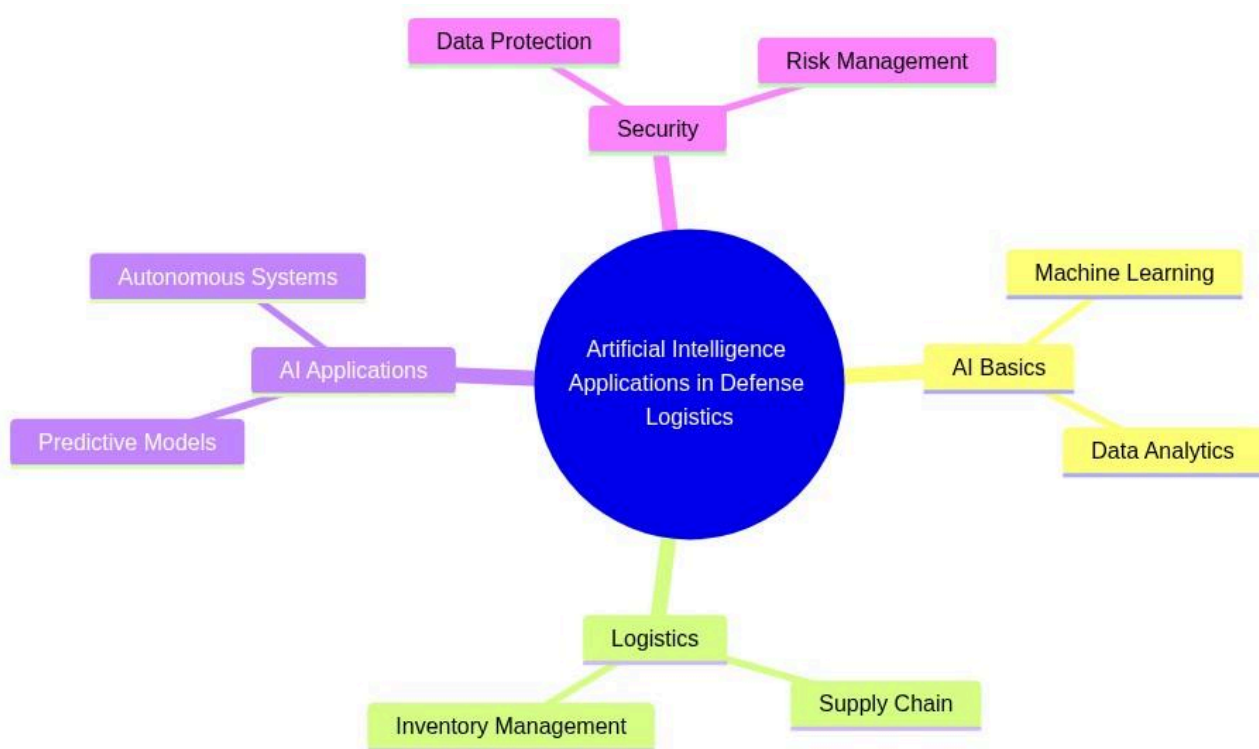 Data Protection
Risk Management
Security
Autonomous Systems
Machine Learning
Artificial Intelligence
Applications in Defense
Logistics
AI Applications
AI Basics
Predictive Models
Data Analytics
Logistics
Supply Chain
Inventory Management